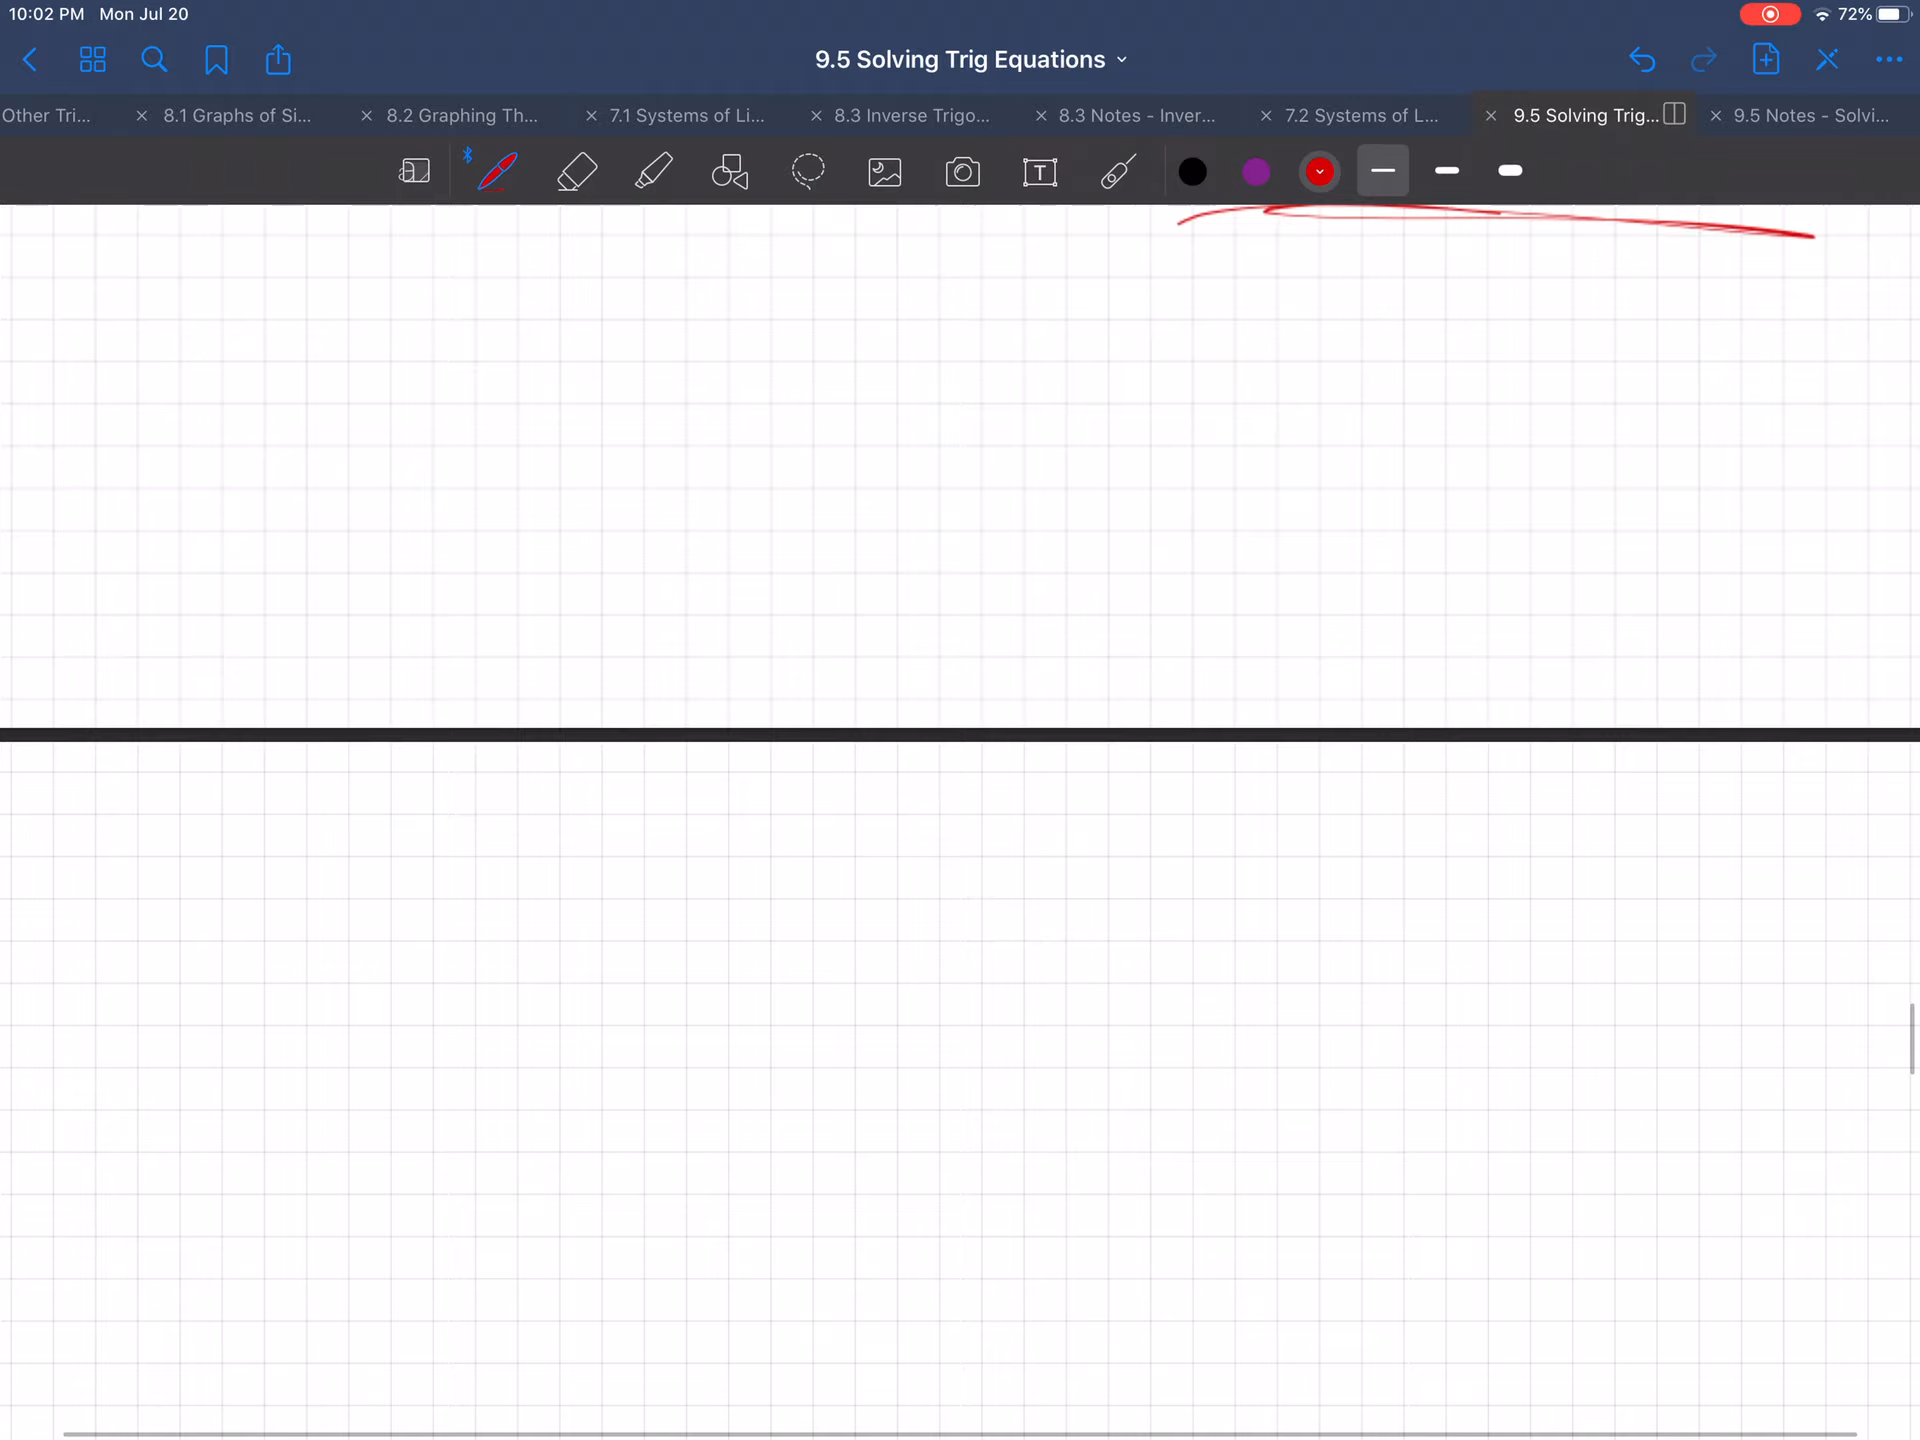 10:02 PM Mon Jul 20 72%
9.5 Solving Trig Equations
Other Tri... 8.1 Graphs of Si... 8.2 Graphing Th... 7.1 Systems of Li... 8.3 Inverse Trigo... 8.3 Notes - Inver... 7.2 Systems of L... 9.5 Solving Trig... 9.5 Notes - Solvi...
T